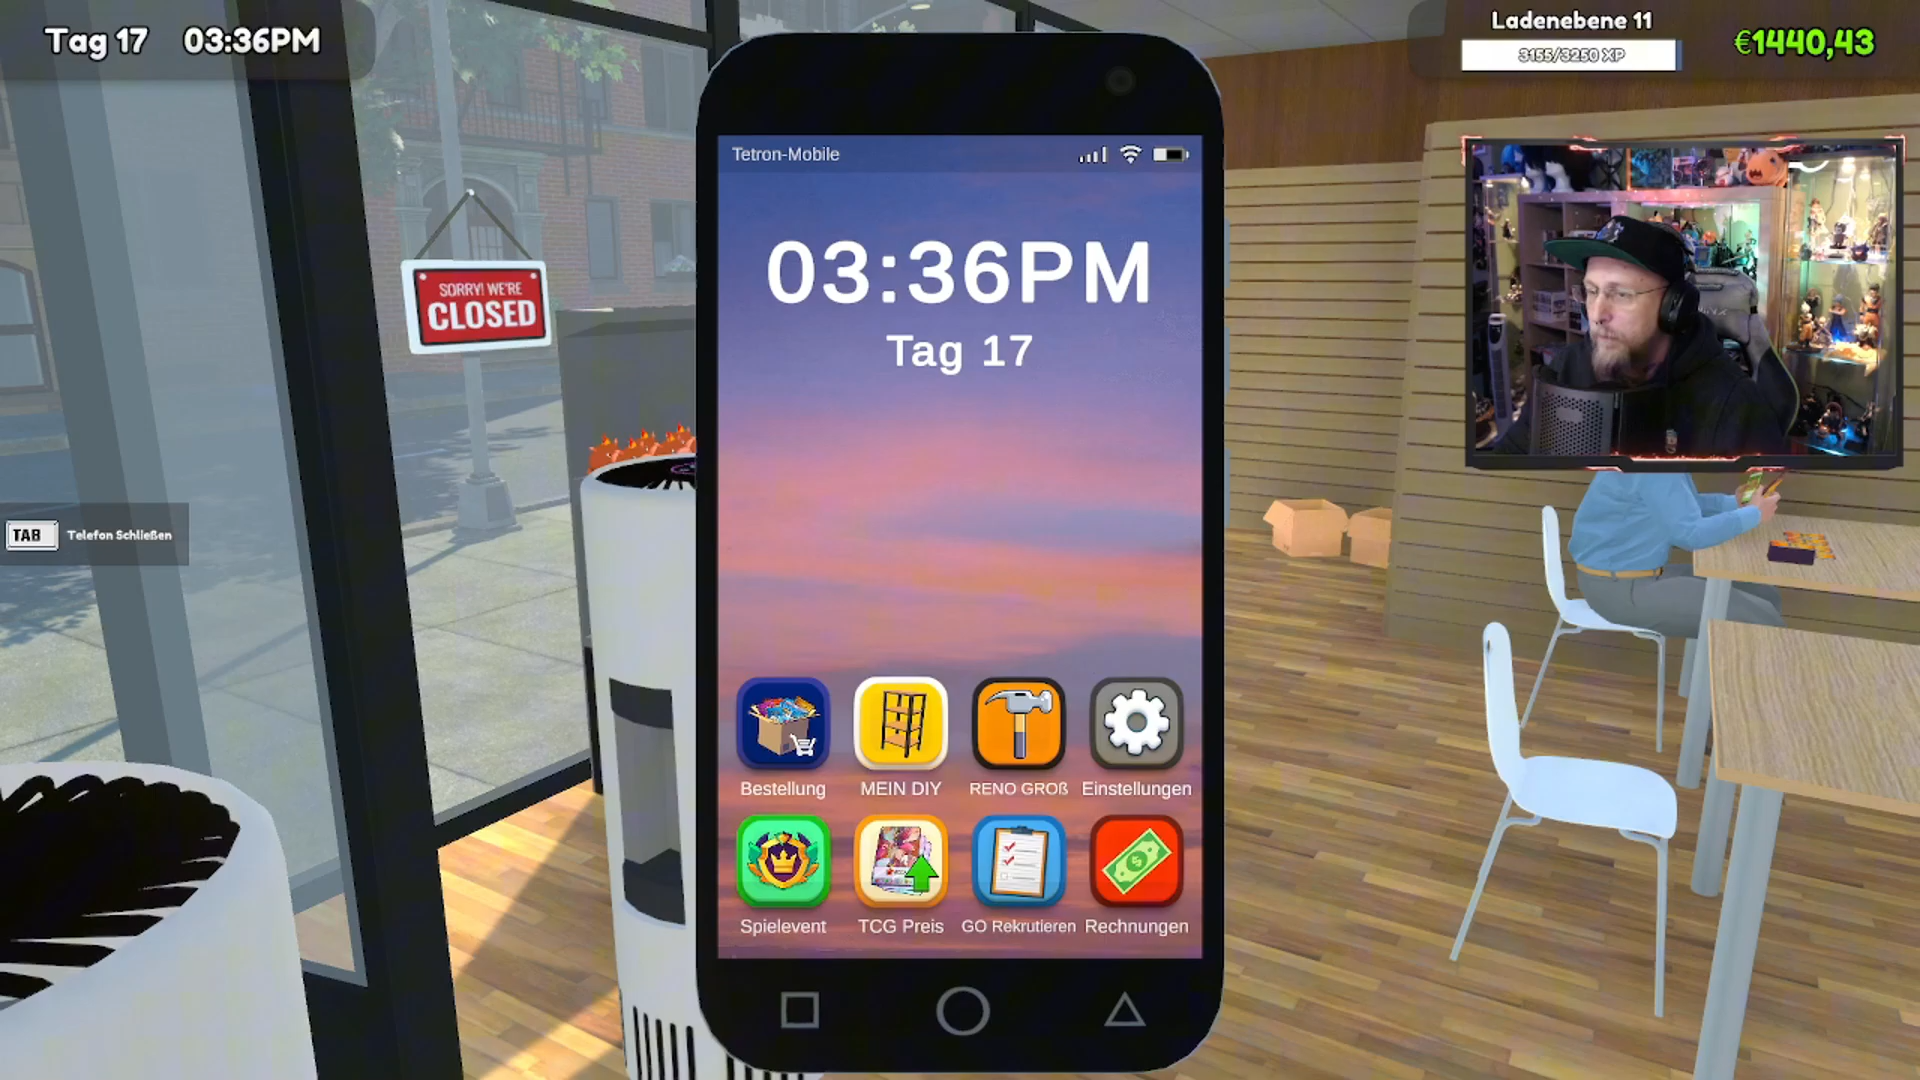 Tag 17 03:36PM
Ladenebene 11
3155/3250 XP
€1440,43
Tetron-Mobile
03:36PM
Tag 17
SORRY! WE'RE
CLOSED
TAB Telefon Schließen
Bestellung MEIN DIY RENO GROß Einstellungen
Spielevent TCG Preis GO Rekrutieren Rechnungen